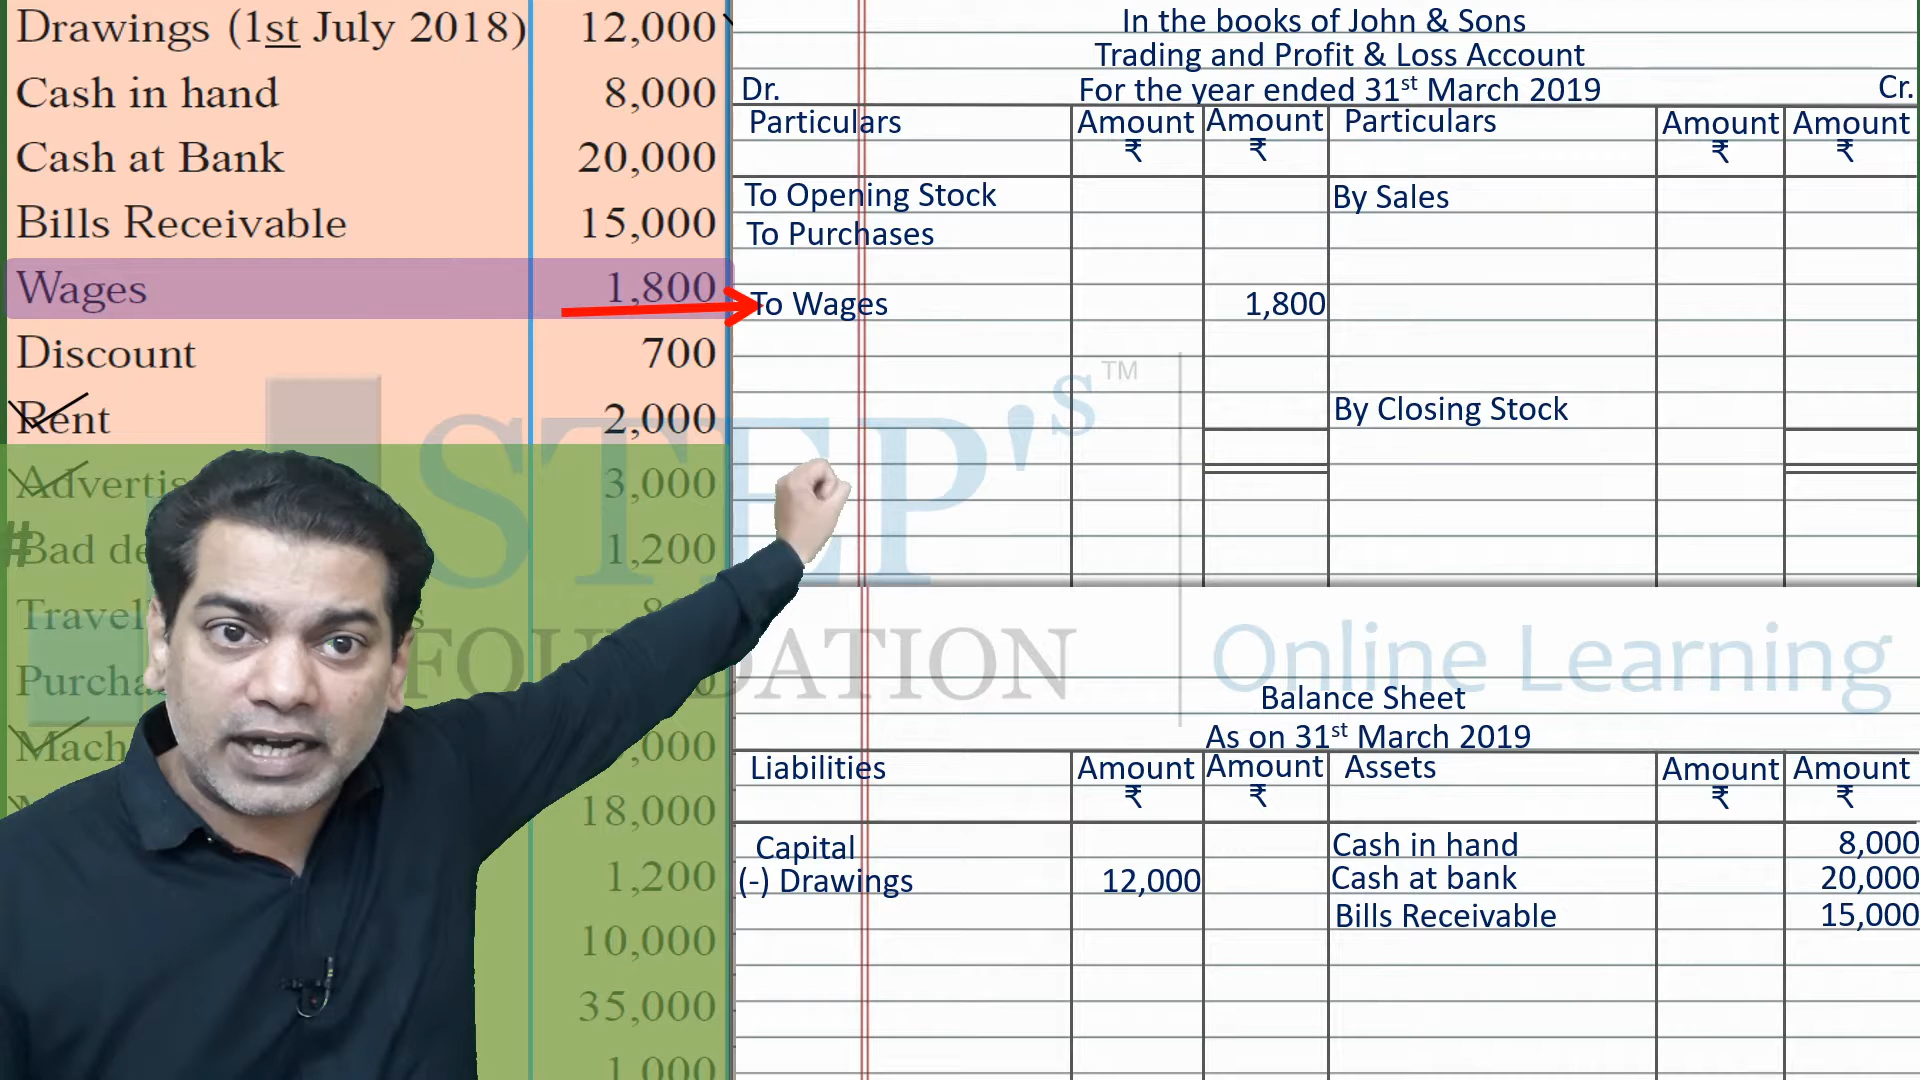 Drawings (1st July 2018) 12,000
Cash in hand 8,000
Cash at Bank 20,000
Bills Receivable 15,000
Wages 1,800
Discount 700
Rent 2,000
3,000
Bad 1,200
18,000
1,200
10,000
35,000
1,000
In the books of John & Sons
Trading and Profit & Loss Account
Dr. For the year ended 31st March 2019 Cr.
Particulars Amount ₹ Amount ₹ Particulars Amount ₹ Amount ₹
To Opening Stock By Sales
To Purchases
To Wages 1,800
By Closing Stock
STEP's TM
FOUNDATION Online Learning
Balance Sheet
As on 31st March 2019
Liabilities Amount ₹ Amount ₹ Assets Amount ₹ Amount ₹
Capital Cash in hand 8,000
(-) Drawings 12,000 Cash at bank 20,000
Bills Receivable 15,000